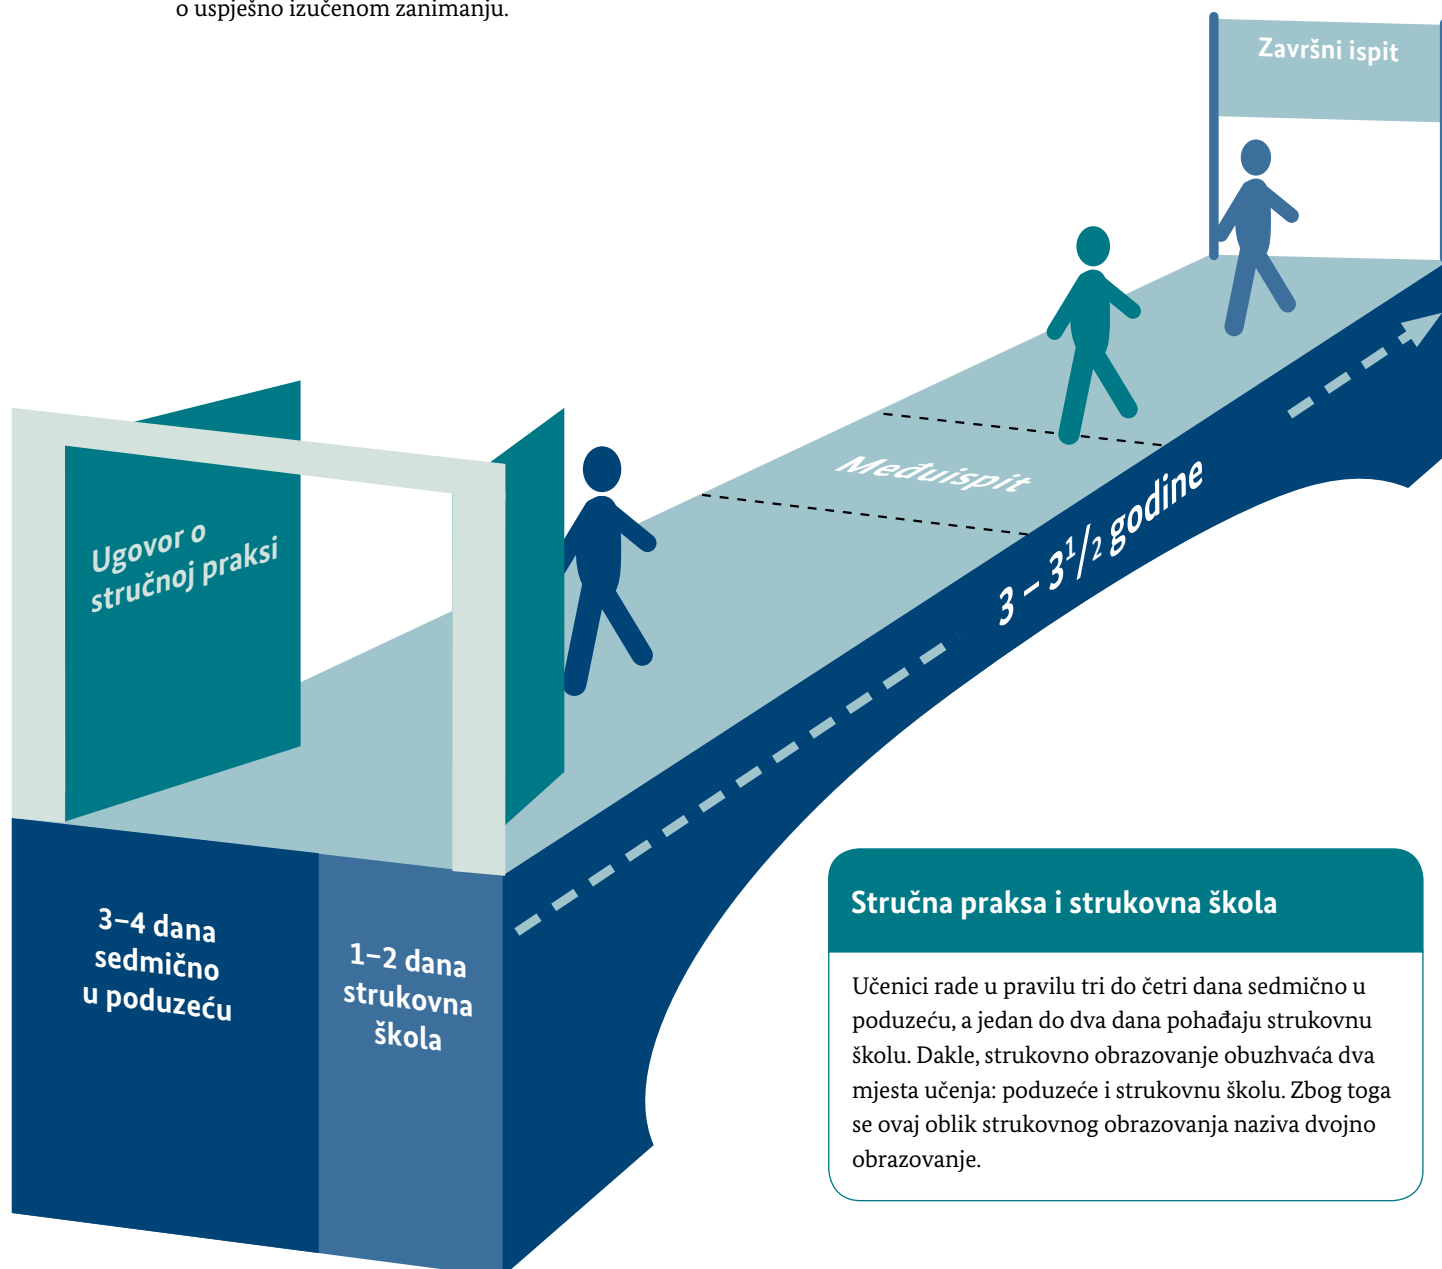 o uspješno izučenom zanimanju.
Završni ispit
Ugovor o
stručnoj praksi
Međuispit
3 – 3 1/2 godine
3–4 dana
sedmično
u poduzeću
1–2 dana
strukovna
škola
Stručna praksa i strukovna škola
Učenici rade u pravilu tri do četri dana sedmično u
poduzeću, a jedan do dva dana pohađaju strukovnu
školu. Dakle, strukovno obrazovanje obuzhvaća dva
mjesta učenja: poduzeće i strukovnu školu. Zbog toga
se ovaj oblik strukovnog obrazovanja naziva dvojno
obrazovanje.